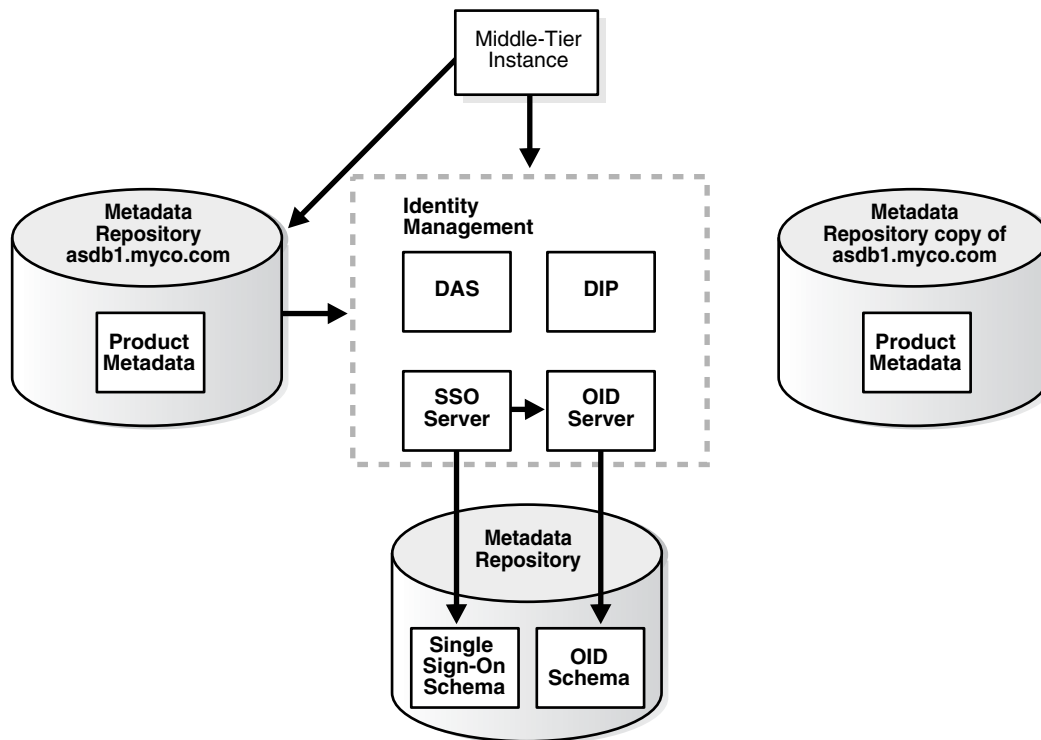 Middle-Tier
Instance
Metadata
Repository
asdb1.myco.com
Product
Metadata
Identity
Management
DAS
DIP
SSO
Server
OID
Server
Metadata
Repository copy of
asdb1.myco.com
Product
Metadata
Metadata
Repository
Single
Sign-On
Schema
OID
Schema